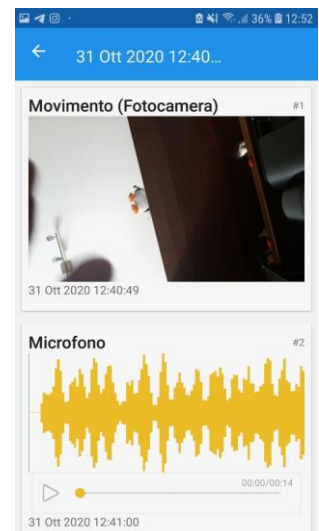 36% 12:52
31 Ott 2020 12:40...
Movimento (Fotocamera) #1
31 Ott 2020 12:40:49
Microfono #2
00:00/00:14
31 Ott 2020 12:41:00